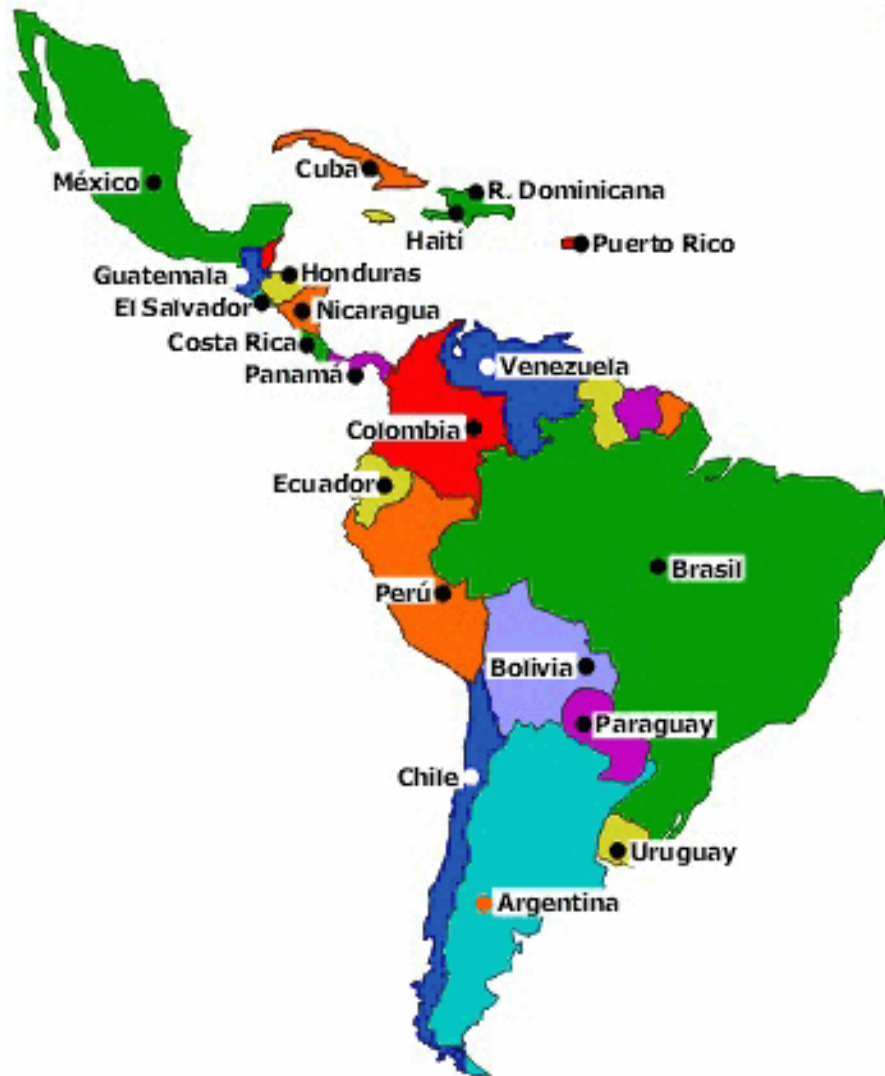 Cuba
México
R. Dominicana
Haití
Puerto Rico
Guatemala
Honduras
El Salvador
Nicaragua
Costa Rica
Panamá
Venezuela
Colombia
Ecuador
Brasil
Perú
Bolivia
Paraguay
Chile
Uruguay
Argentina